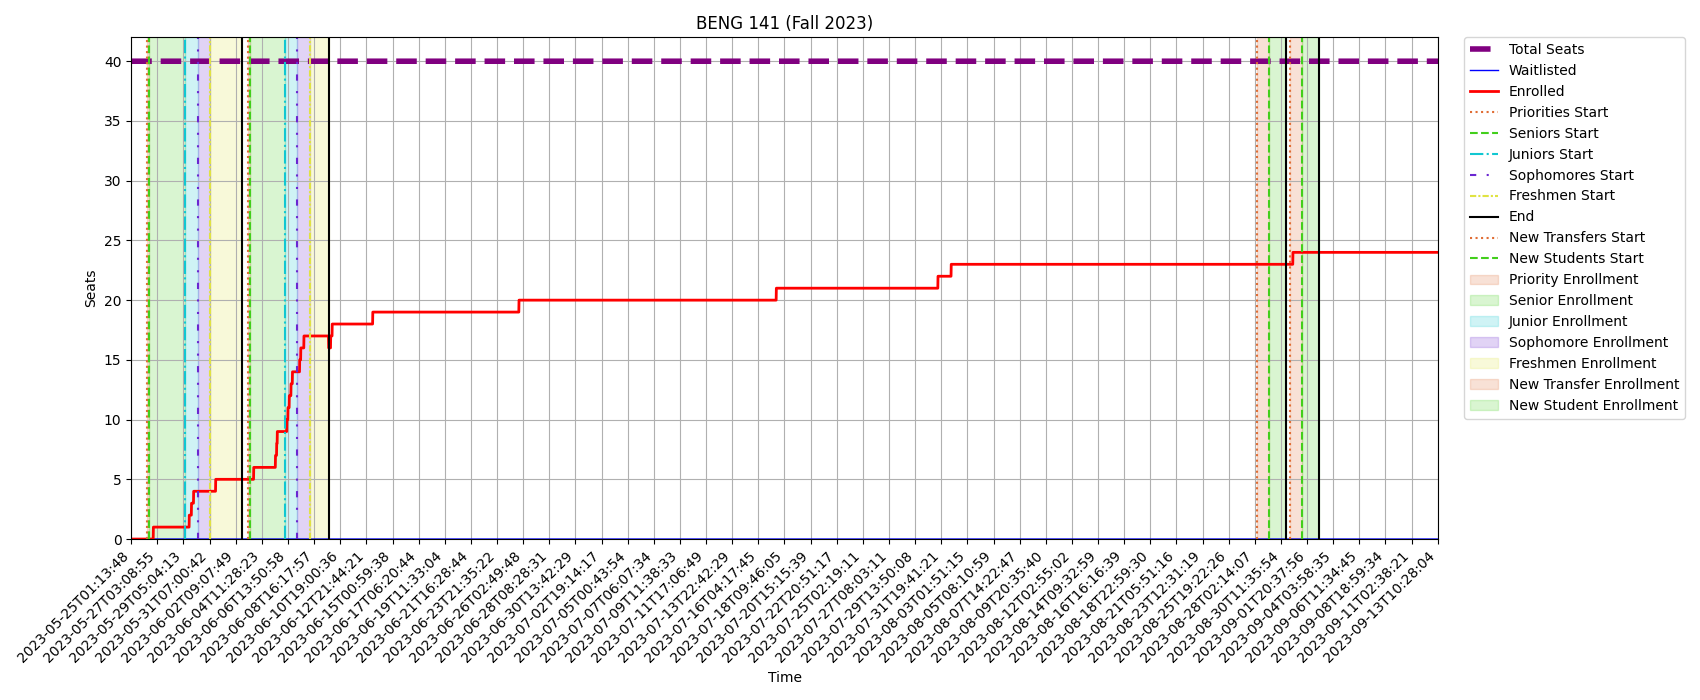 BENG 141 (Fall 2023)
Seats
40
35
30
25
20
15
10
5
0
2023-05-25T01:13:48
2023-05-27T03:08:55
2023-05-29T05:04:13
2023-05-31T07:00:42
2023-06-02T09:07:49
2023-06-04T11:28:23
2023-06-06T13:50:58
2023-06-08T16:17:57
2023-06-10T19:00:36
2023-06-12T21:44:21
2023-06-15T00:59:38
2023-06-17T06:20:44
2023-06-19T11:33:04
2023-06-21T16:28:44
2023-06-23T21:35:22
2023-06-26T02:49:48
2023-06-28T08:28:31
2023-06-30T13:42:29
2023-07-02T19:14:17
2023-07-05T00:43:54
2023-07-07T06:07:34
2023-07-09T11:38:33
2023-07-11T17:06:49
2023-07-13T22:42:29
2023-07-16T04:17:45
2023-07-18T09:46:05
2023-07-20T15:15:39
2023-07-22T20:51:17
2023-07-25T02:19:11
2023-07-27T08:03:11
2023-07-29T13:50:08
2023-07-31T19:41:21
2023-08-03T01:51:15
2023-08-05T08:10:59
2023-08-07T14:22:47
2023-08-09T20:35:40
2023-08-12T02:55:02
2023-08-14T09:32:59
2023-08-16T16:16:39
2023-08-18T22:59:30
2023-08-21T05:51:16
2023-08-23T12:31:19
2023-08-25T19:22:26
2023-08-28T02:14:07
2023-08-30T11:35:54
2023-09-01T20:37:56
2023-09-04T03:58:35
2023-09-06T11:34:45
2023-09-08T18:59:34
2023-09-11T02:38:21
2023-09-13T10:28:04
Time
Total Seats
Waitlisted
Enrolled
Priorities Start
Seniors Start
Juniors Start
Sophomores Start
Freshmen Start
End
New Transfers Start
New Students Start
Priority Enrollment
Senior Enrollment
Junior Enrollment
Sophomore Enrollment
Freshmen Enrollment
New Transfer Enrollment
New Student Enrollment